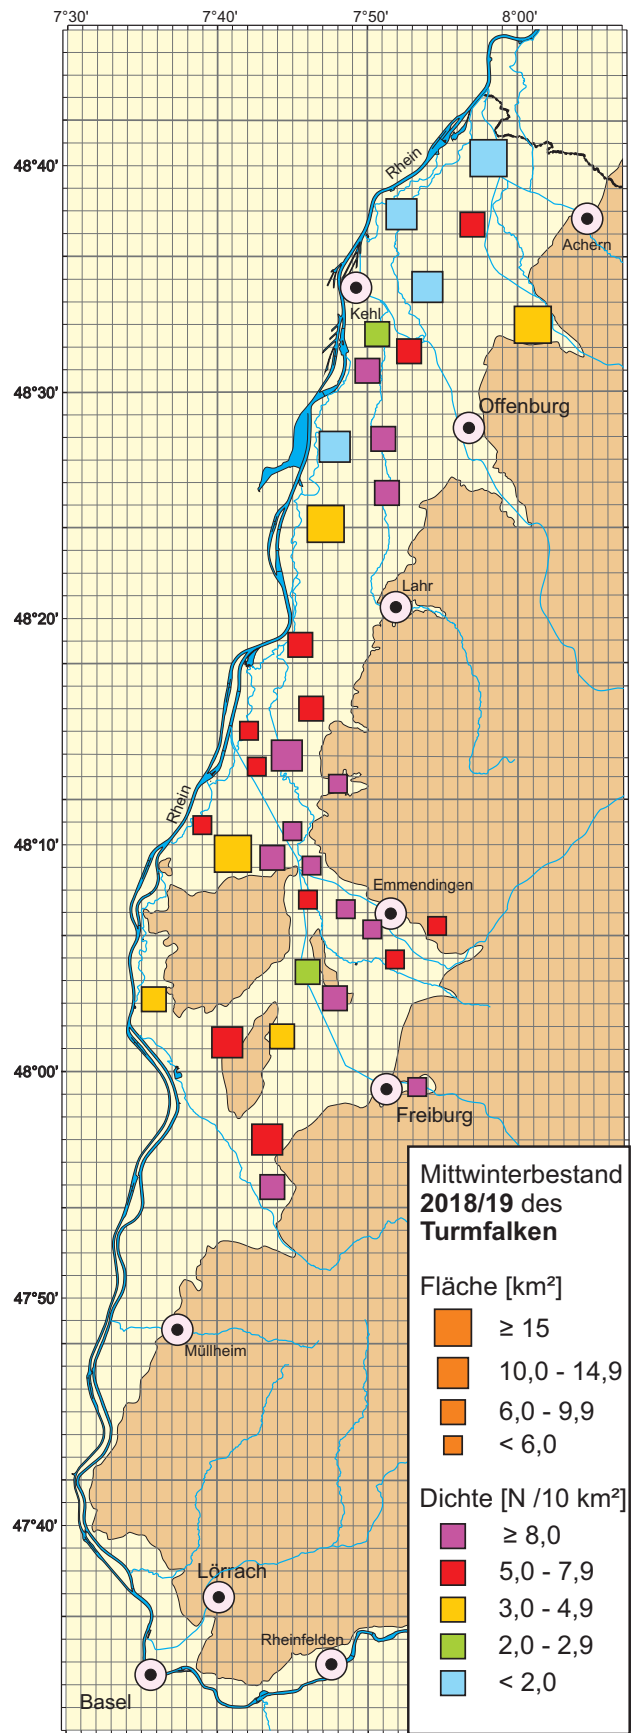 7°30' 7°40' 7°50' 8°00'
Rhein
48°40'
Achern
Kehl
48°30'
Offenburg
Lahr
48°20'
Rhein
48°10'
Emmendingen
48°00'
Freiburg
Mittwinterbestand
2018/19 des
Turmfalken
Fläche [km²]
≥ 15
10,0 - 14,9
6,0 - 9,9
< 6,0
Dichte [N /10 km²]
≥ 8,0
5,0 - 7,9
3,0 - 4,9
2,0 - 2,9
< 2,0
47°50'
Müllheim
47°40'
Lörrach
Rheinfelden
Basel